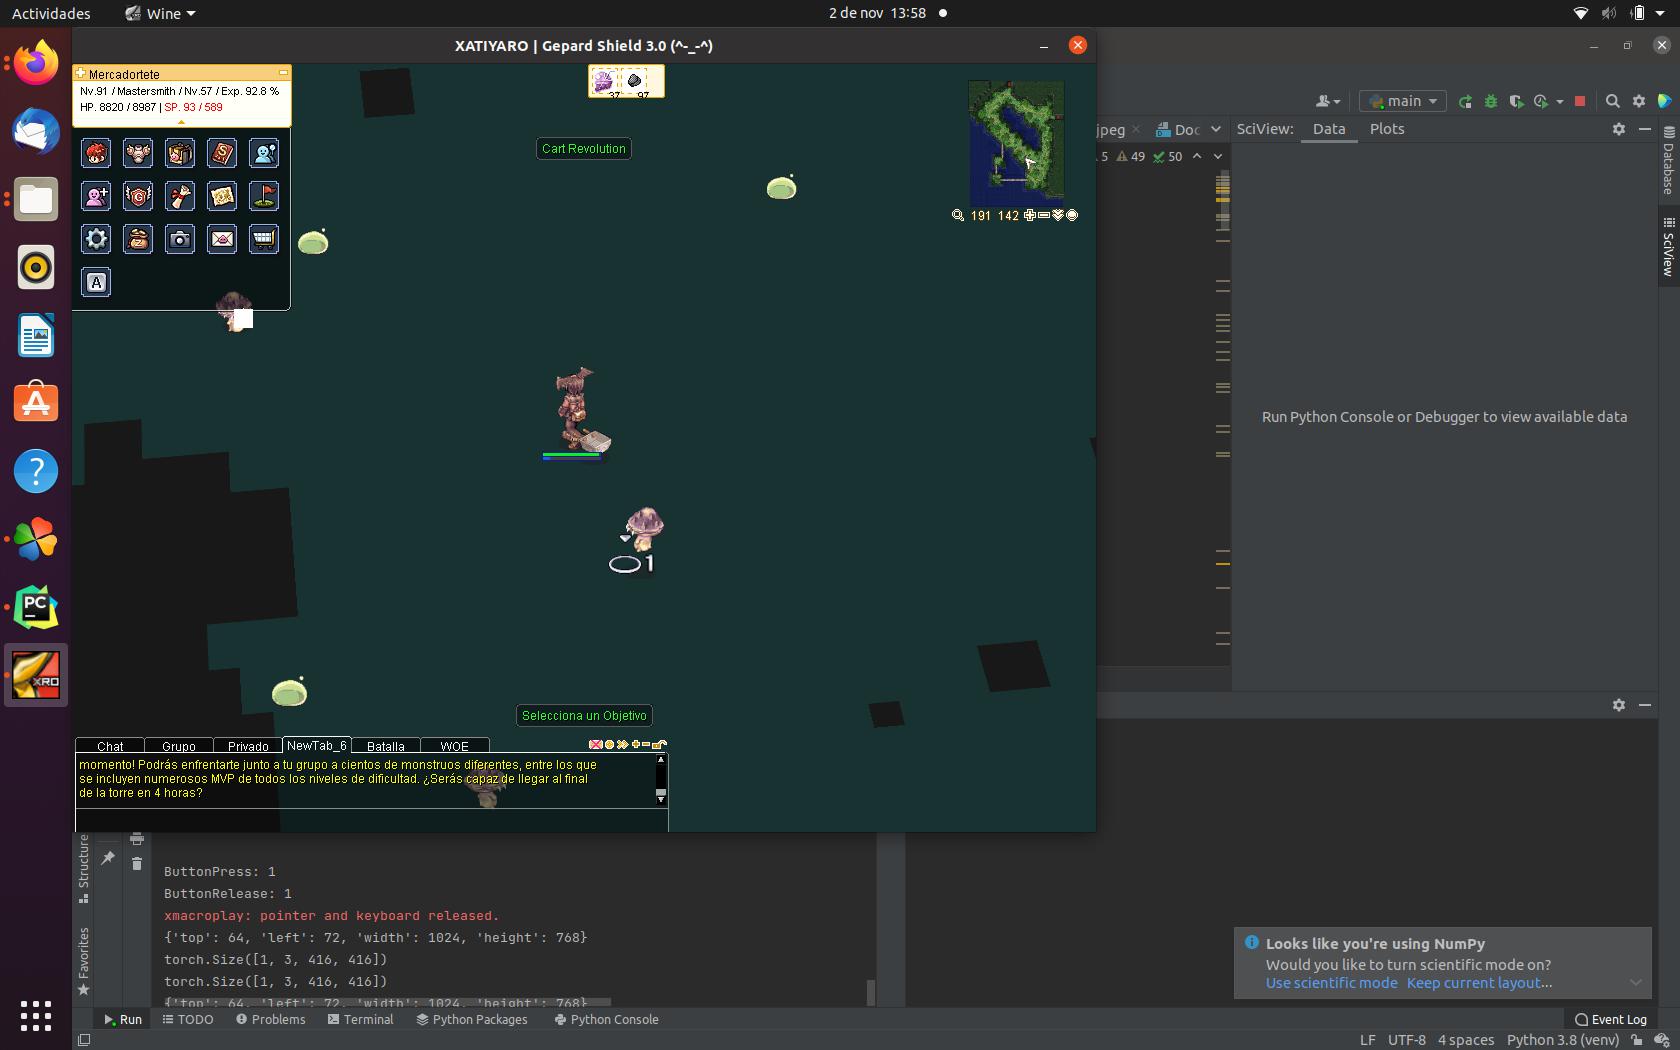 Actividades
Wine
2 de nov 13:58
XATIYARO | Gepard Shield 3.0 (^-_-^)
Mercadortete
Nv.91 / Mastersmith / Nv.57 / Exp. 92.8 %
HP. 8820 / 8987 | SP. 93 / 589
37 97
Cart Revolution
191 142
A
1
Selecciona un Objetivo
Chat Grupo Privado NewTab_6 Batalla WOE
momento! Podrás enfrentarte junto a tu grupo a cientos de monstruos diferentes, entre los que
se incluyen numerosos MVP de todos los niveles de dificultad. ¿Serás capaz de llegar al final
de la torre en 4 horas?
main
jpeg
Doc
SciView: Data Plots
5 49 50
Database
SciView
Run Python Console or Debugger to view available data
PC
XRO
Structure
Favorites
ButtonPress: 1
ButtonRelease: 1
xmacroplay: pointer and keyboard released.
{'top': 64, 'left': 72, 'width': 1024, 'height': 768}
torch.Size([1, 3, 416, 416])
torch.Size([1, 3, 416, 416])
{'top': 64, 'left': 72, 'width': 1024, 'height': 768}
Looks like you're using NumPy
Would you like to turn scientific mode on?
Use scientific mode Keep current layout...
Run TODO Problems Terminal Python Packages Python Console
Event Log
LF UTF-8 4 spaces Python 3.8 (venv)